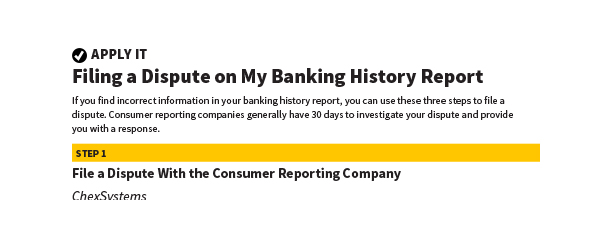 APPLY IT
Filing a Dispute on My Banking History Report
If you find incorrect information in your banking history report, you can use these three steps to file a
dispute. Consumer reporting companies generally have 30 days to investigate your dispute and provide
you with a response.
STEP 1
File a Dispute With the Consumer Reporting Company
ChexSystems